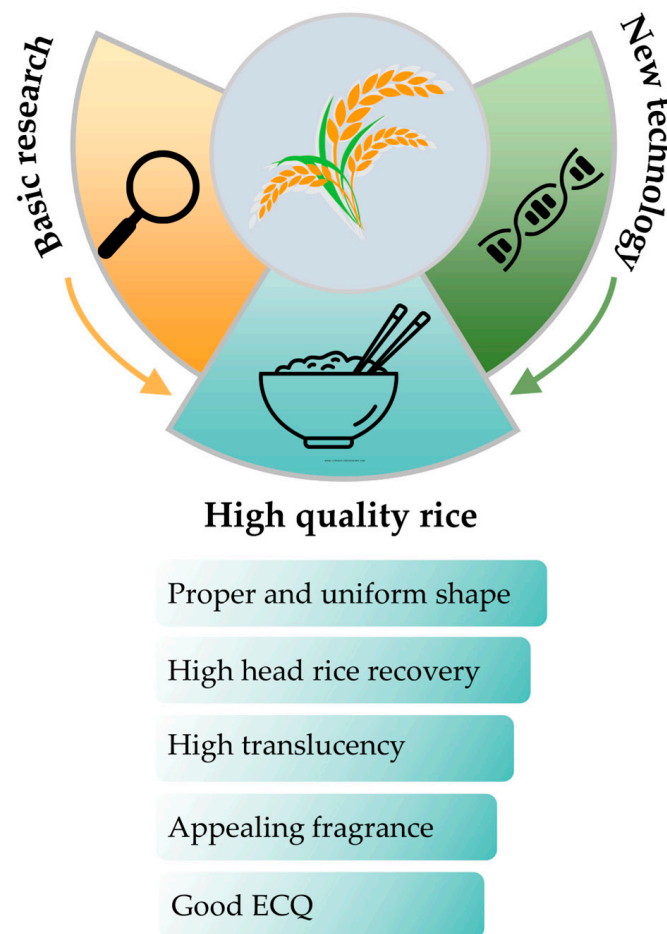 Basic research
New technology
High quality rice
Proper and uniform shape
High head rice recovery
High translucency
Appealing fragrance
Good ECQ